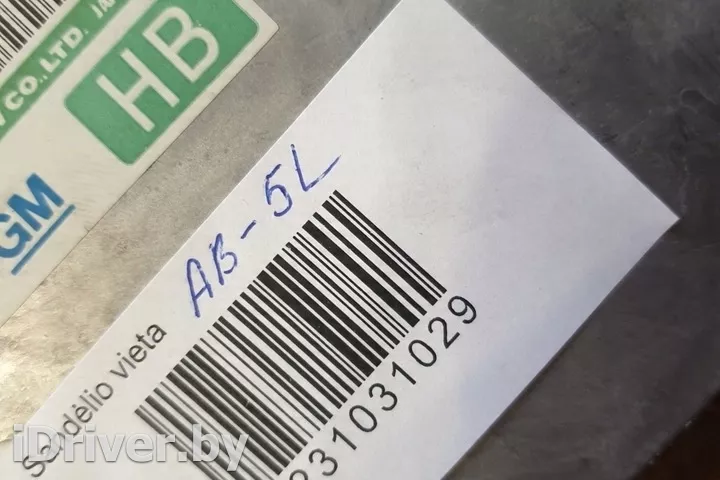 CO.,LTD.
HB
GM
AB-5L
Sandėlio vieta
231031029
iDriver.by